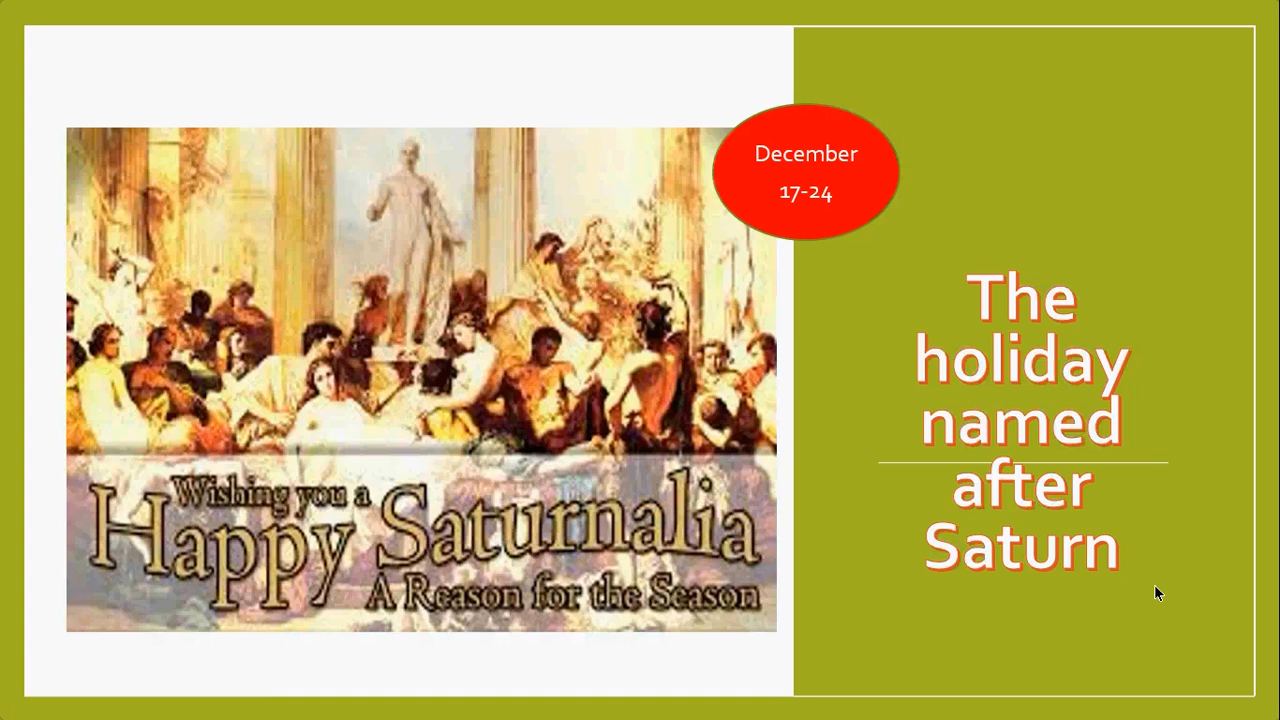 December
17-24
The
holiday
named
after
Saturn
Wishing you a
Happy Saturnalia
A Reason for the Season